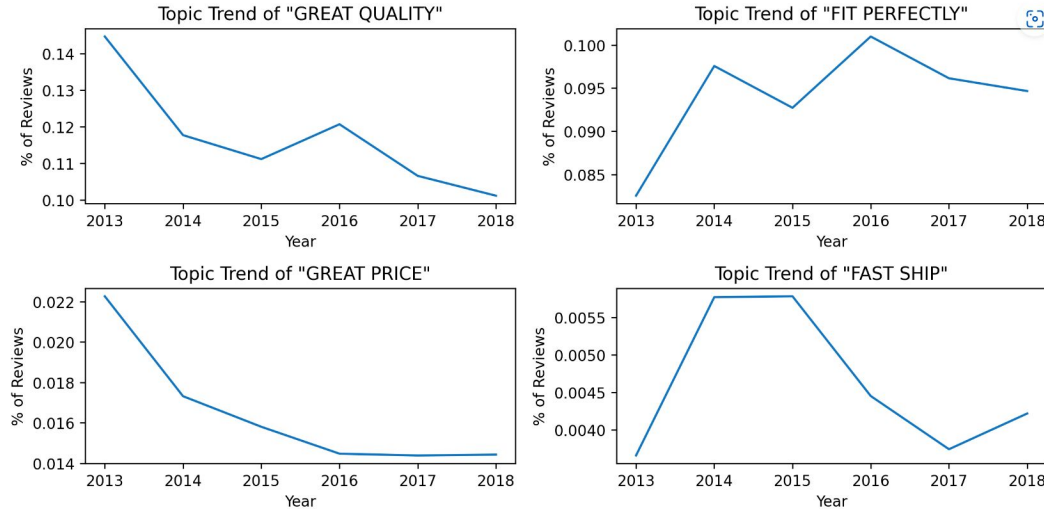 Topic Trend of "GREAT QUALITY"
% of Reviews
0.14
0.13
0.12
0.11
0.10
2013 2014 2015 2016 2017 2018
Year
Topic Trend of "FIT PERFECTLY"
% of Reviews
0.100
0.095
0.090
0.085
2013 2014 2015 2016 2017 2018
Year
Topic Trend of "GREAT PRICE"
% of Reviews
0.022
0.020
0.018
0.016
0.014
2013 2014 2015 2016 2017 2018
Year
Topic Trend of "FAST SHIP"
% of Reviews
0.0055
0.0050
0.0045
0.0040
2013 2014 2015 2016 2017 2018
Year